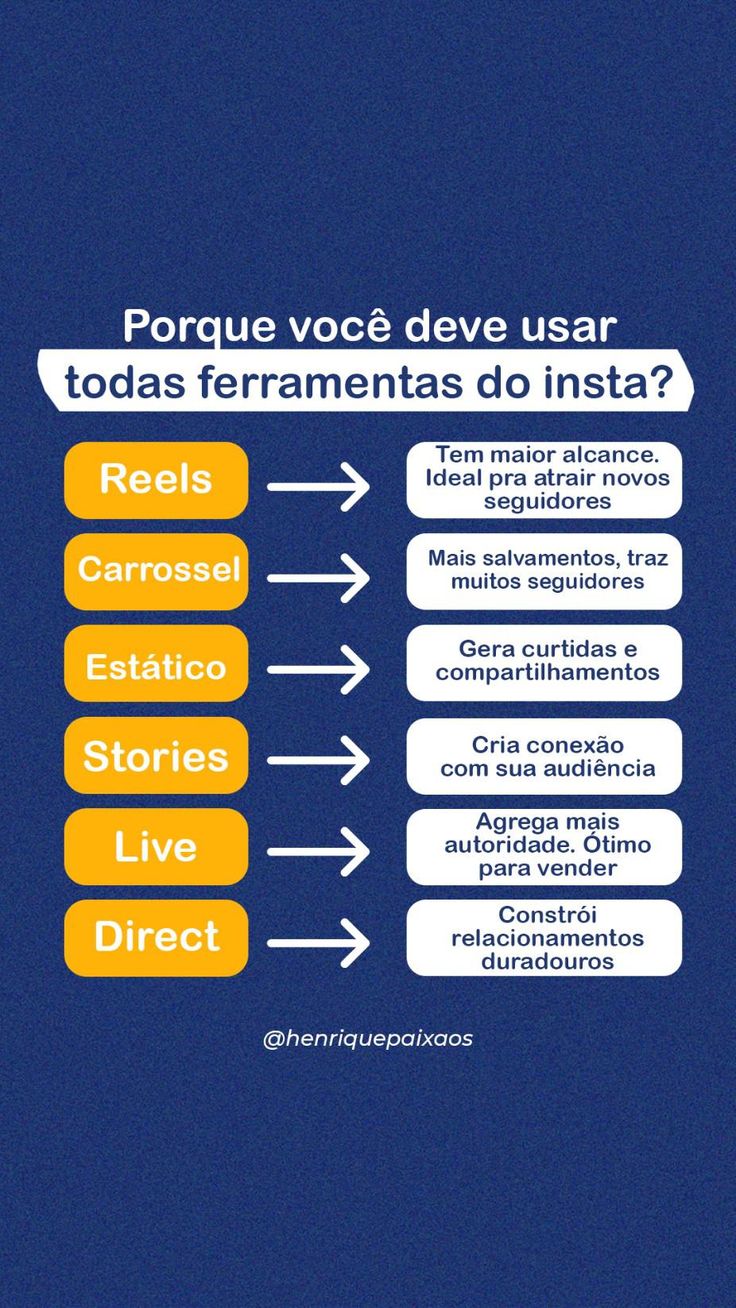 Porque você deve usar
todas ferramentas do insta?
Reels
Tem maior alcance.
Ideal pra atrair novos
seguidores
Carrossel
Mais salvamentos, traz
muitos seguidores
Estático
Gera curtidas e
compartilhamentos
Stories
Cria conexão
com sua audiência
Live
Agrega mais
autoridade. Ótimo
para vender
Direct
Constrói
relacionamentos
duradouros
@henriquepaixaos